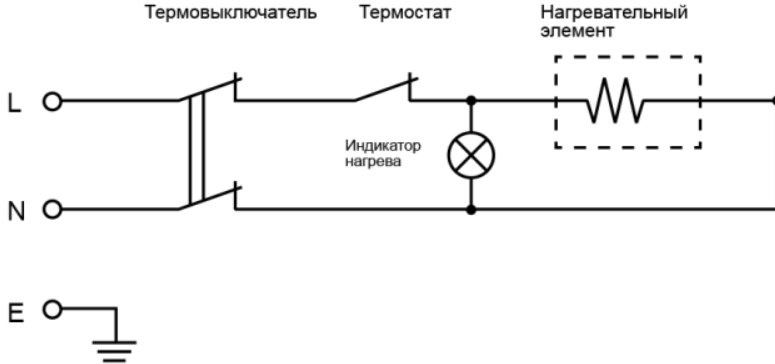 Термовыключатель
Термостат
Нагревательный
элемент
L
Индикатор
нагрева
N
E